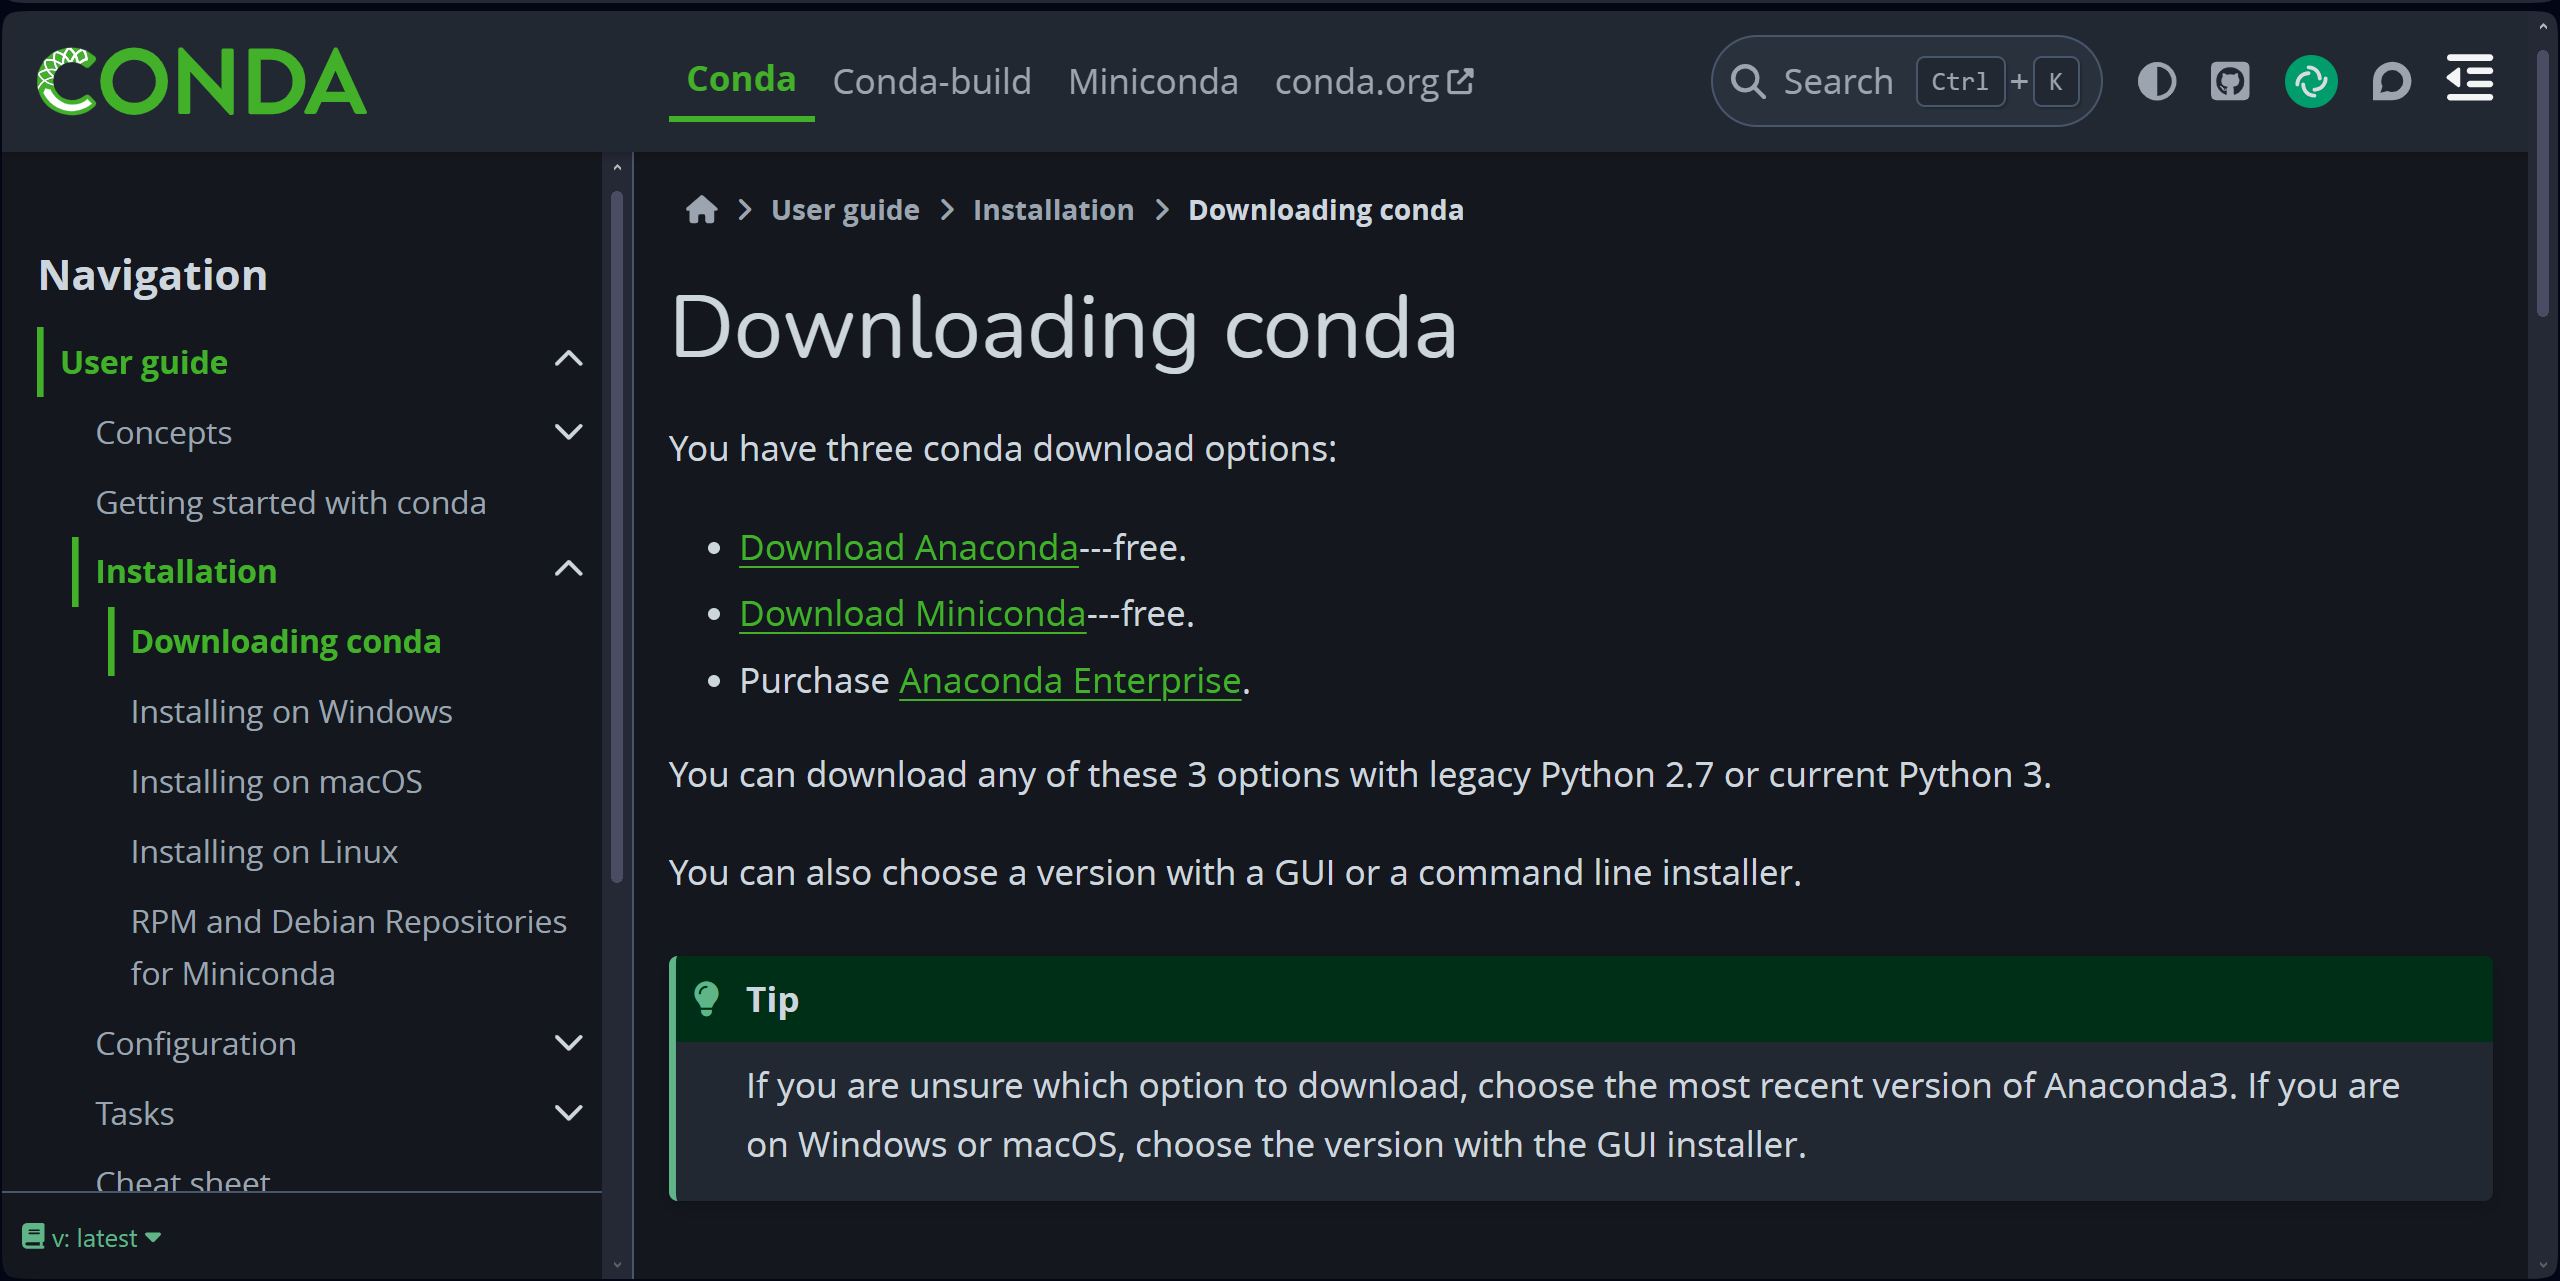 CONDA
Conda
Conda-build
Miniconda
conda.org
Search Ctrl + K
Navigation
User guide
Concepts
Getting started with conda
Installation
Downloading conda
Installing on Windows
Installing on macOS
Installing on Linux
RPM and Debian Repositories
for Miniconda
Configuration
Tasks
Cheat sheet
v: latest
User guide
Installation
Downloading conda
Downloading conda
You have three conda download options:
Download Anaconda---free.
Download Miniconda---free.
Purchase Anaconda Enterprise.
You can download any of these 3 options with legacy Python 2.7 or current Python 3.
You can also choose a version with a GUI or a command line installer.
Tip
If you are unsure which option to download, choose the most recent version of Anaconda3. If you are
on Windows or macOS, choose the version with the GUI installer.